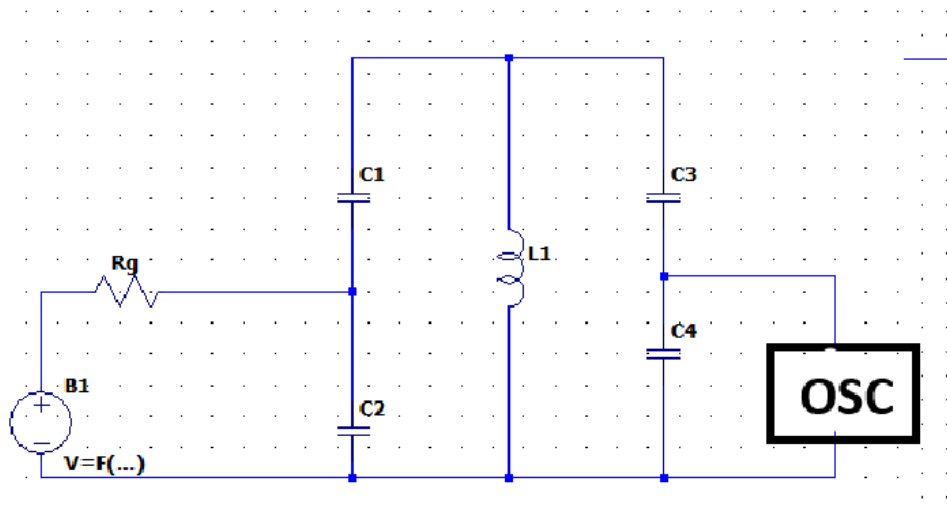 C1
C3
L1
Rg
C4
B1
C2
V=F(...)
OSC